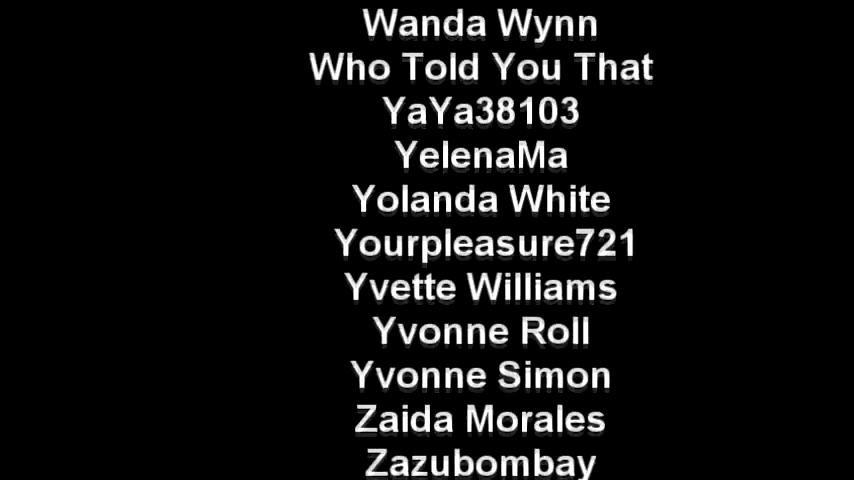 Wanda Wynn
Who Told You That
YaYa38103
YelenaMa
Yolanda White
Yourpleasure721
Yvette Williams
Yvonne Roll
Yvonne Simon
Zaida Morales
Zazubombay